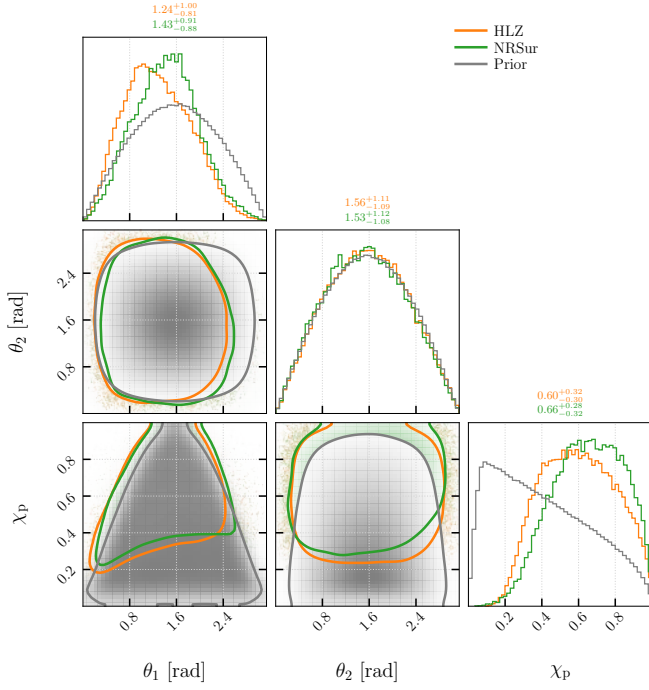 1.24+1.00−0.81
1.43+0.91−0.88
HLZ
NRSur
Prior
1.56+1.11−1.09
1.53+1.12−1.08
θ2 [rad]
2.4
1.6
0.8
0.60+0.32−0.30
0.66+0.28−0.32
χp
0.8
0.6
0.4
0.2
0.8 1.6 2.4
0.8 1.6 2.4
0.2 0.4 0.6 0.8
θ1 [rad] θ2 [rad] χp